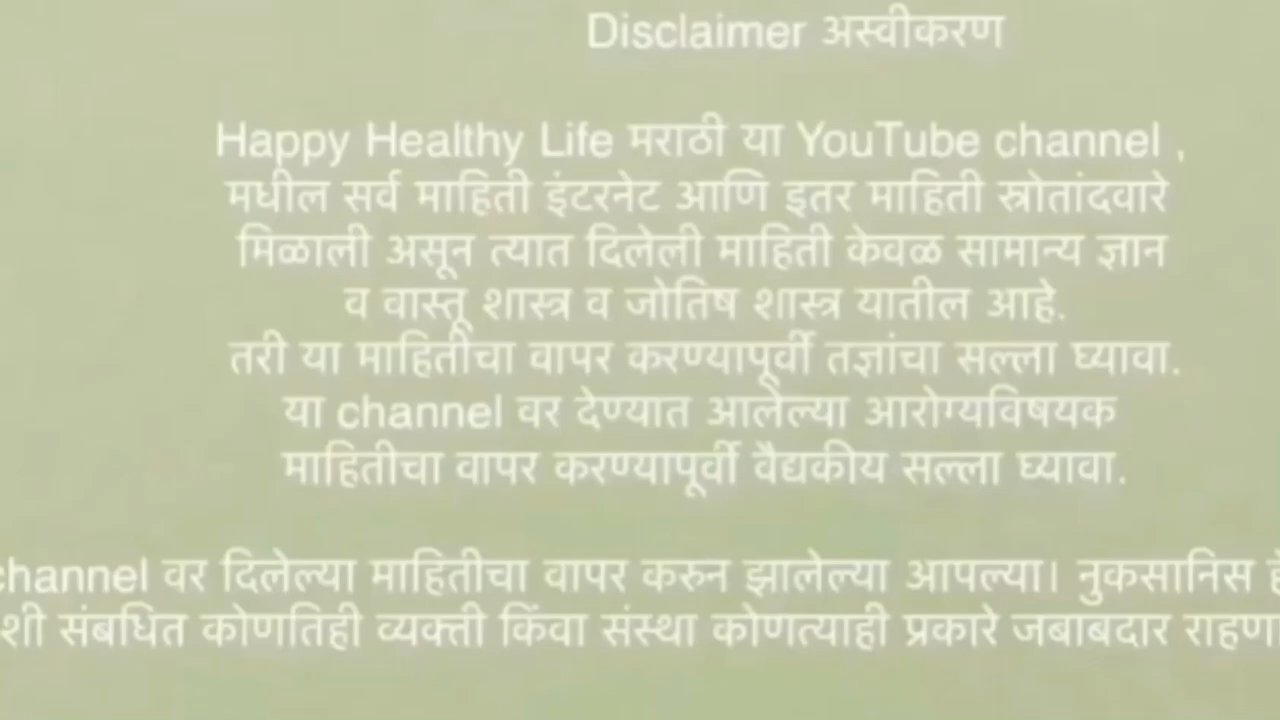 Disclaimer अस्वीकरण
Happy Healthy Life मराठी या YouTube channel ,
मधील सर्व माहिती इंटरनेट आणि इतर माहिती स्रोतांदवारे
मिळाली असून त्यात दिलेली माहिती केवळ सामान्य ज्ञान
व वास्तू शास्त्र व जोतिष शास्त्र यातील आहे.
तरी या माहितीचा वापर करण्यापूर्वी तज्ञांचा सल्ला घ्यावा.
या channel वर देण्यात आलेल्या आरोग्यविषयक
माहितीचा वापर करण्यापूर्वी वैद्यकीय सल्ला घ्यावा.
channel वर दिलेल्या माहितीचा वापर करुन झालेल्या आपल्या। नुकसानिस
शी संबधित कोणतिही व्यक्ती किंवा संस्था कोणत्याही प्रकारे जबाबदार